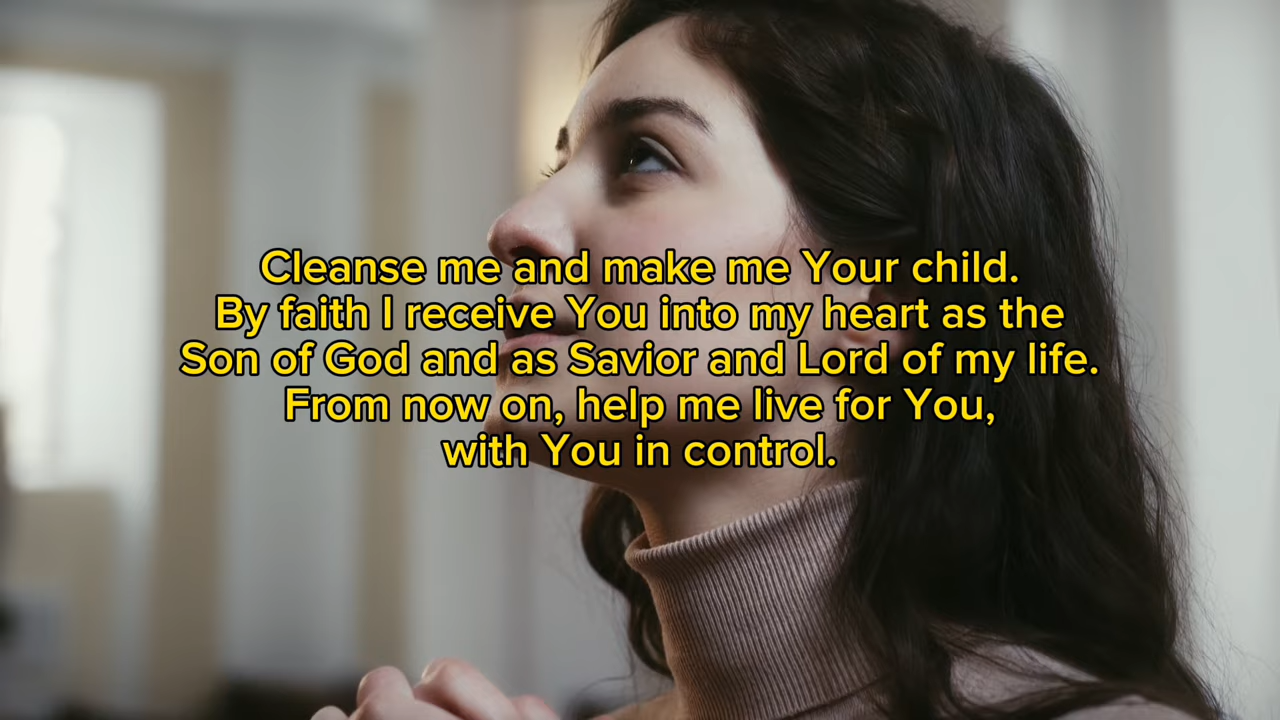 Cleanse me and make me Your child.
By faith I receive You into my heart as the
Son of God and as Savior and Lord of my life.
From now on, help me live for You,
with You in control.